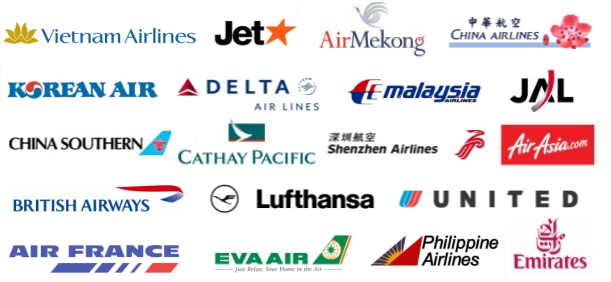 Vietnam Airlines
Jet
AirMekong
中華航空
CHINA AIRLINES
KOREAN AIR
DELTA
AIR LINES
malaysia
AIRLINES
JAL
CHINA SOUTHERN
CATHAY PACIFIC
深圳航空
Shenzhen Airlines
AirAsia.com
BRITISH AIRWAYS
Lufthansa
UNITED
AIR FRANCE
EVA AIR
Just Relax, Your Home in the Air
Philippine
Airlines
Emirates